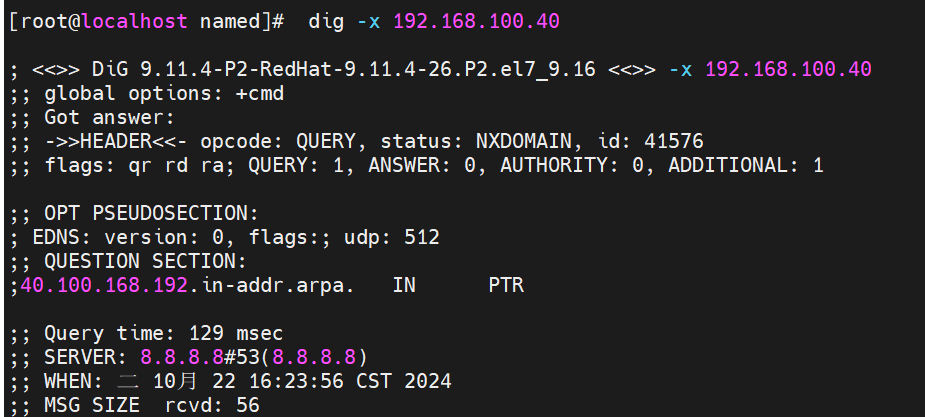 [root@localhost named]#  dig -x 192.168.100.40
; <<>> DiG 9.11.4-P2-RedHat-9.11.4-26.P2.el7_9.16 <<>> -x 192.168.100.40
;; global options: +cmd
;; Got answer:
;; ->>HEADER<<- opcode: QUERY, status: NXDOMAIN, id: 41576
;; flags: qr rd ra; QUERY: 1, ANSWER: 0, AUTHORITY: 0, ADDITIONAL: 1
;; OPT PSEUDOSECTION:
; EDNS: version: 0, flags:; udp: 512
;; QUESTION SECTION:
;40.100.168.192.in-addr.arpa.   IN      PTR
;; Query time: 129 msec
;; SERVER: 8.8.8.8#53(8.8.8.8)
;; WHEN: 二 10月 22 16:23:56 CST 2024
;; MSG SIZE  rcvd: 56